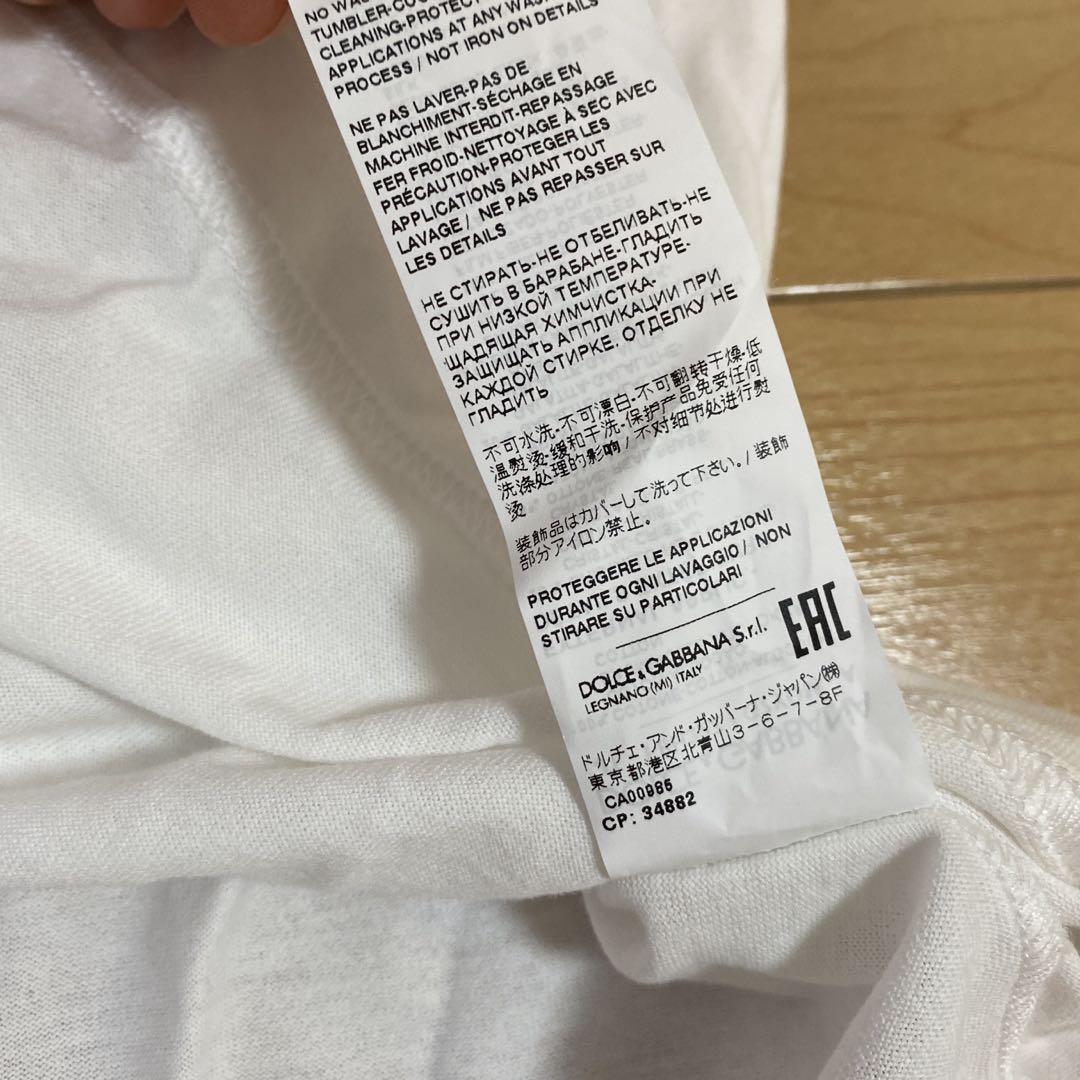 NO WAS
TUMBLER-COO
CLEANING-PROTECT
APPLICATIONS AT ANY WASH
PROCESS / NOT IRON ON DETAILS
NE PAS LAVER-PAS DE
BLANCHIMENT-SÉCHAGE EN
MACHINE INTERDIT-REPASSAGE
FER FROID-NETTOYAGE À SEC AVEC
PRÉCAUTION-PROTEGER LES
APPLICATIONS AVANT TOUT
LAVAGE / NE PAS REPASSER SUR
LES DETAILS
НЕ СТИРАТЬ-НЕ ОТБЕЛИВАТЬ-НЕ
СУШИТЬ В БАРАБАНЕ-ГЛАДИТЬ
ПРИ НИЗКОЙ ТЕМПЕРАТУРЕ-
ЩАДЯЩАЯ ХИМЧИСТКА-
ЗАЩИЩАТЬ АППЛИКАЦИИ ПРИ
КАЖДОЙ СТИРКЕ. ОТДЕЛКУ НЕ
ГЛАДИТЬ
不可水洗-不可漂白-不可翻转干燥-低
温熨烫-缓和干洗-保护产品免受任何
洗涤处理的影响 / 不对细节处进行熨
烫
装飾品はカバーして洗って下さい。/ 装飾
部分アイロン禁止。
PROTEGGERE LE APPLICAZIONI
DURANTE OGNI LAVAGGIO / NON
STIRARE SU PARTICOLARI
DOLCE & GABBANA S.r.l. EAC
LEGNANO (MI) ITALY
ドルチェ・アンド・ガッバーナ・ジャパン㈱
東京都港区北青山3-6-7-8F
CA00985
CP: 34882